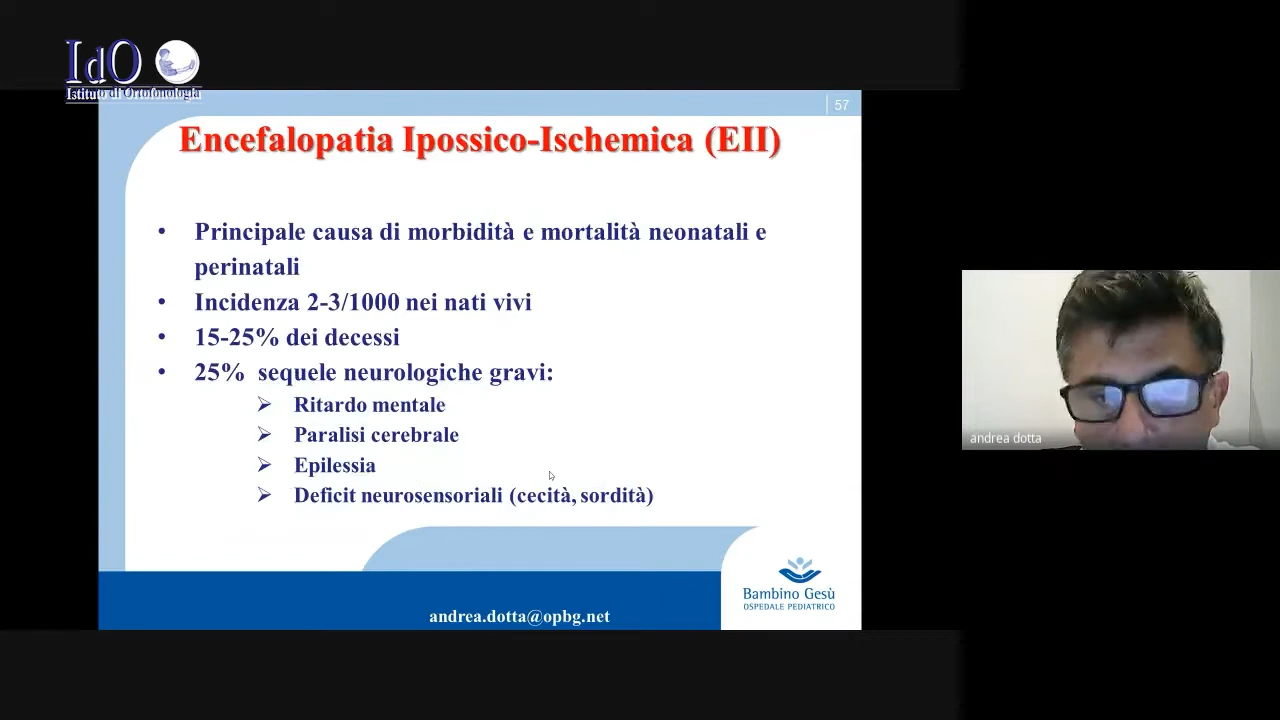 IdO
Istituto di Ortofonologia
57
Encefalopatia Ipossico-Ischemica (EII)
• Principale causa di morbidità e mortalità neonatali e
perinatali
• Incidenza 2-3/1000 nei nati vivi
• 15-25% dei decessi
• 25% sequele neurologiche gravi:
➢ Ritardo mentale
➢ Paralisi cerebrale
➢ Epilessia
➢ Deficit neurosensoriali (cecità, sordità)
andrea dotta
Bambino Gesù
OSPEDALE PEDIATRICO
andrea.dotta@opbg.net